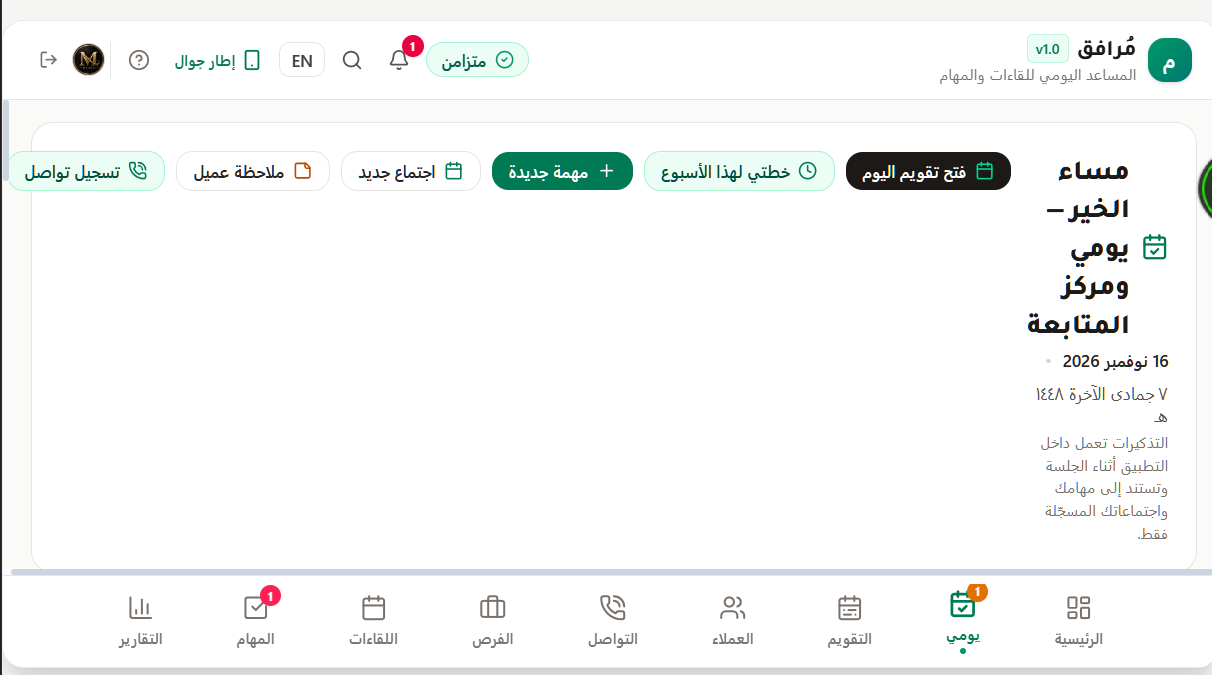 م
مُرافق v1.0
المساعد اليومي للقاءات والمهام
متزامن
1
EN
إطار جوال
M
فتح تقويم اليوم
خطتي لهذا الأسبوع
مهمة جديدة
اجتماع جديد
ملاحظة عميل
تسجيل تواصل
مساء
الخير –
يومي
ومركز
المتابعة
16 نوفمبر 2026 •
٧ جمادى الآخرة ١٤٤٨
هـ
التذكيرات تعمل داخل
التطبيق أثناء الجلسة
وتستند إلى مهامك
واجتماعاتك المسجّلة
فقط.
الرئيسية
1
يومي
التقويم
العملاء
التواصل
الفرص
اللقاءات
1
المهام
التقارير